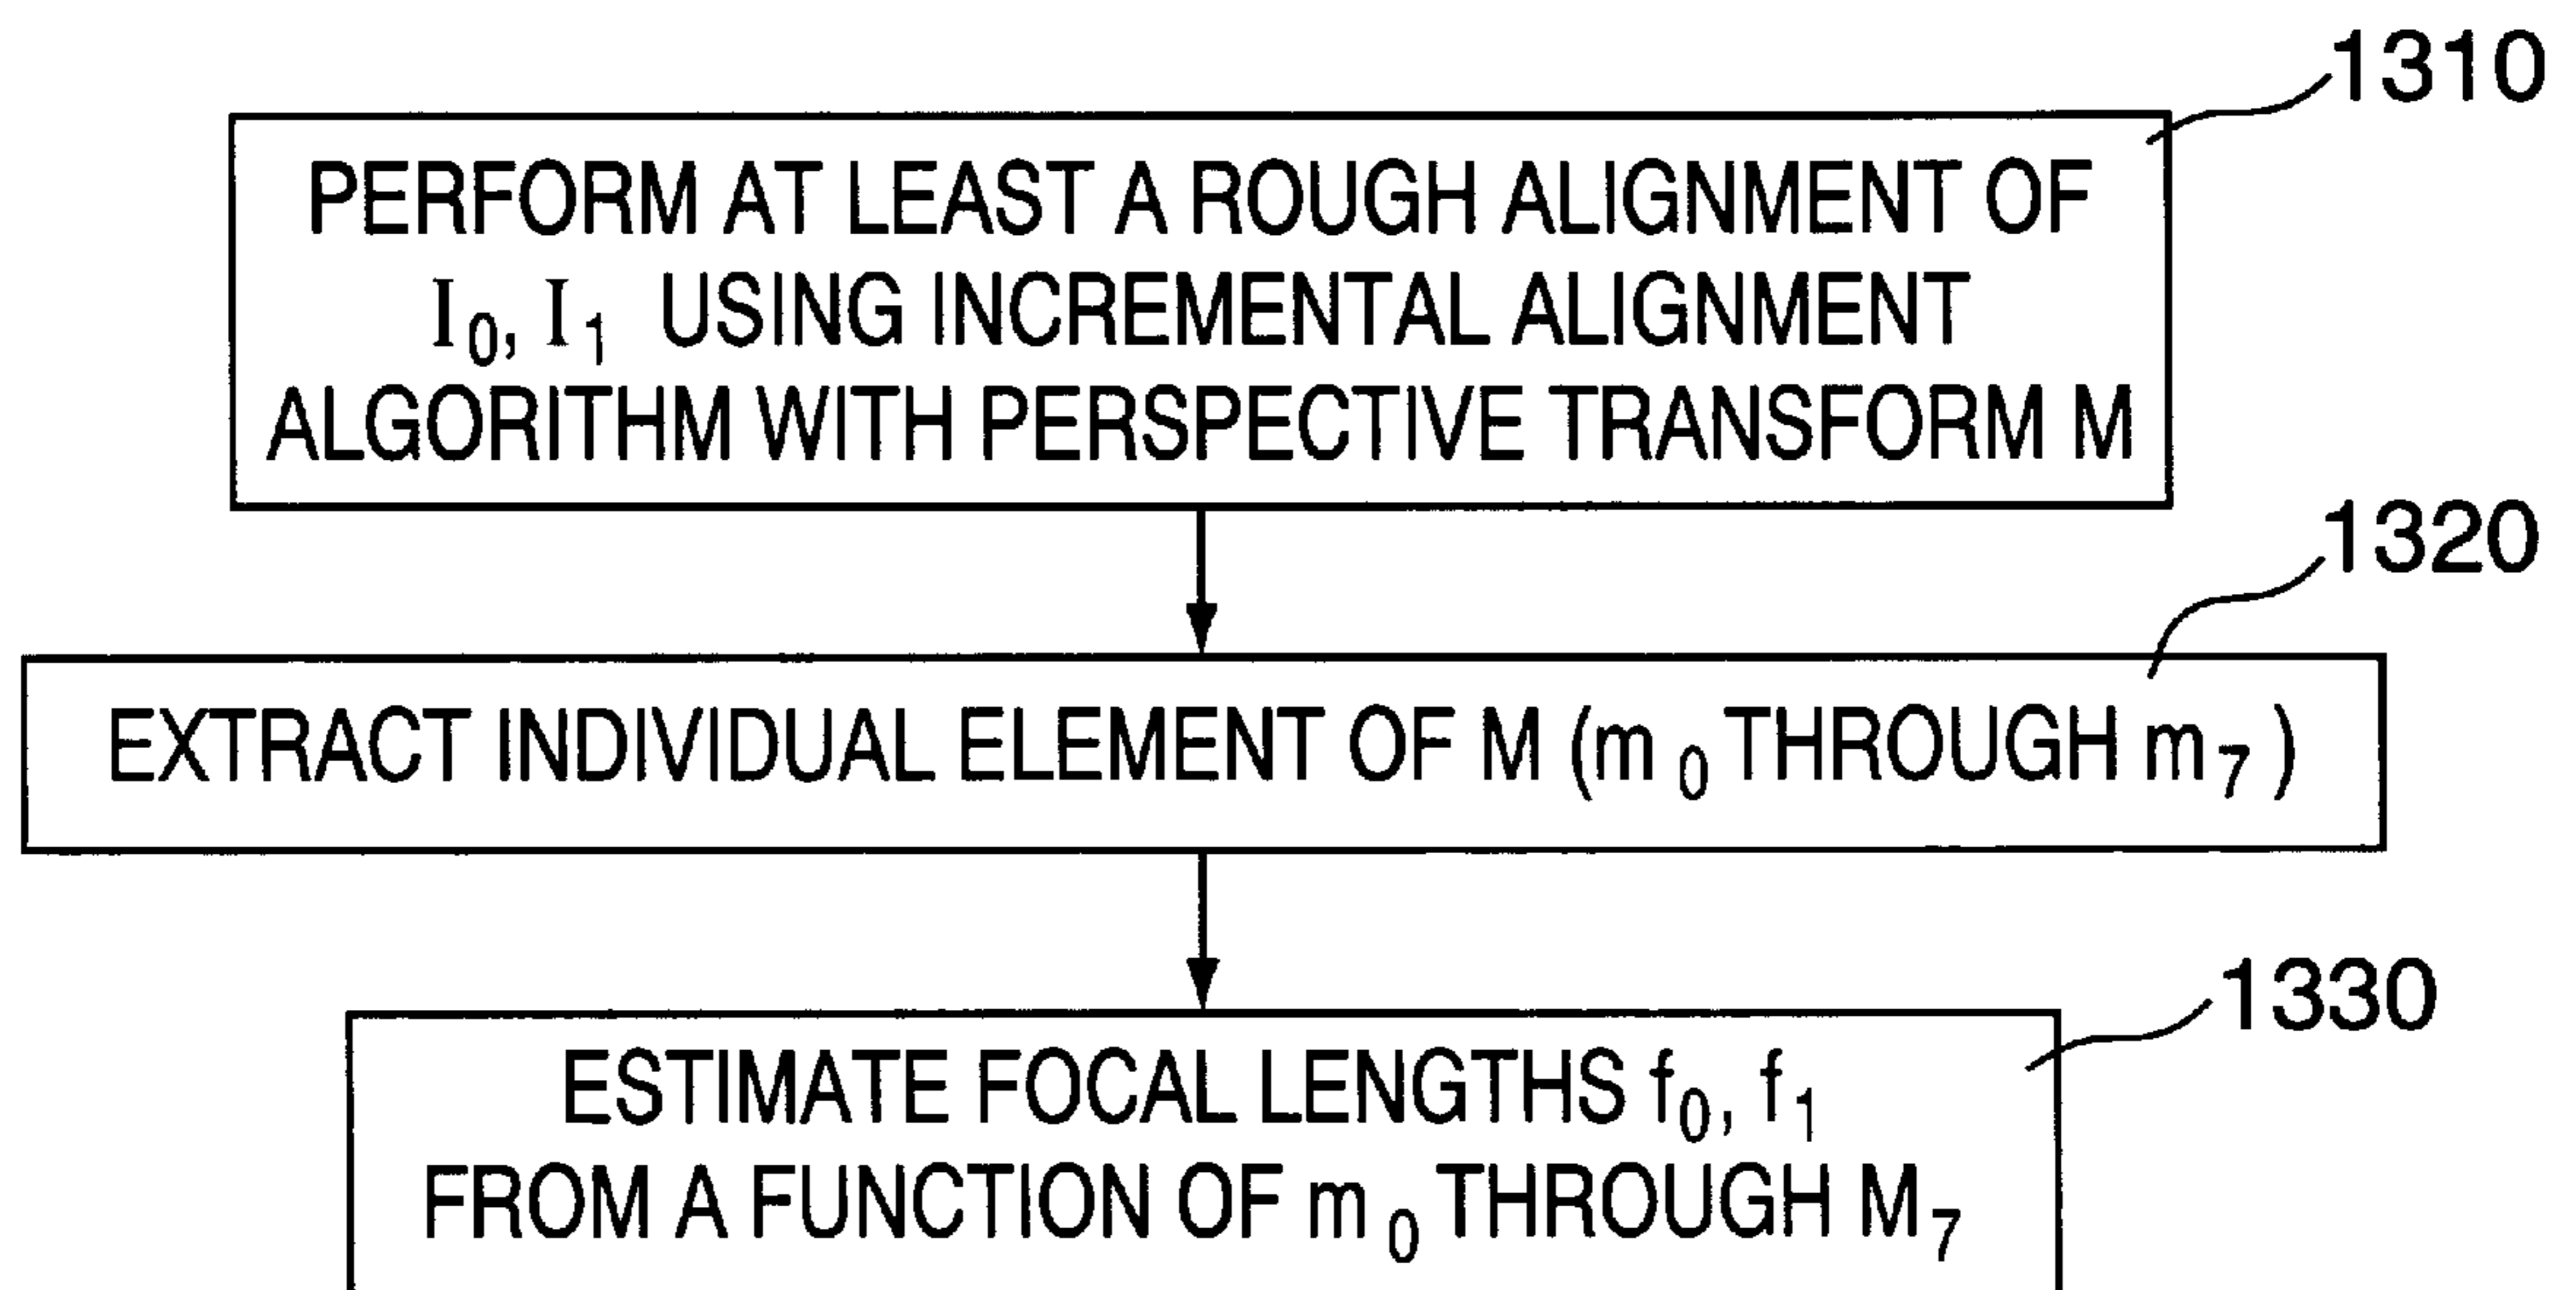 1310
PERFORM AT LEAST A ROUGH ALIGNMENT OF
I₀, I₁ USING INCREMENTAL ALIGNMENT
ALGORITHM WITH PERSPECTIVE TRANSFORM M
1320
EXTRACT INDIVIDUAL ELEMENT OF M (m₀ THROUGH m₇)
1330
ESTIMATE FOCAL LENGTHS f₀, f₁
FROM A FUNCTION OF m₀ THROUGH M₇